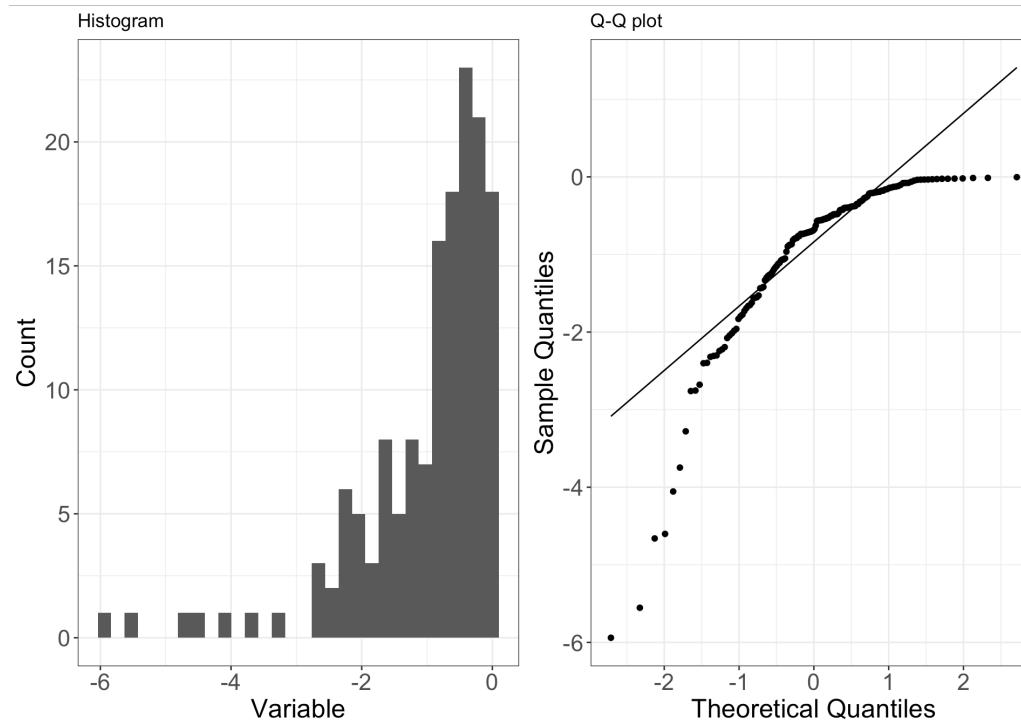 Histogram
Count
20
15
10
5
0
-6 -4 -2 0
Variable
Q-Q plot
Sample Quantiles
0
-2
-4
-6
-2 -1 0 1 2
Theoretical Quantiles